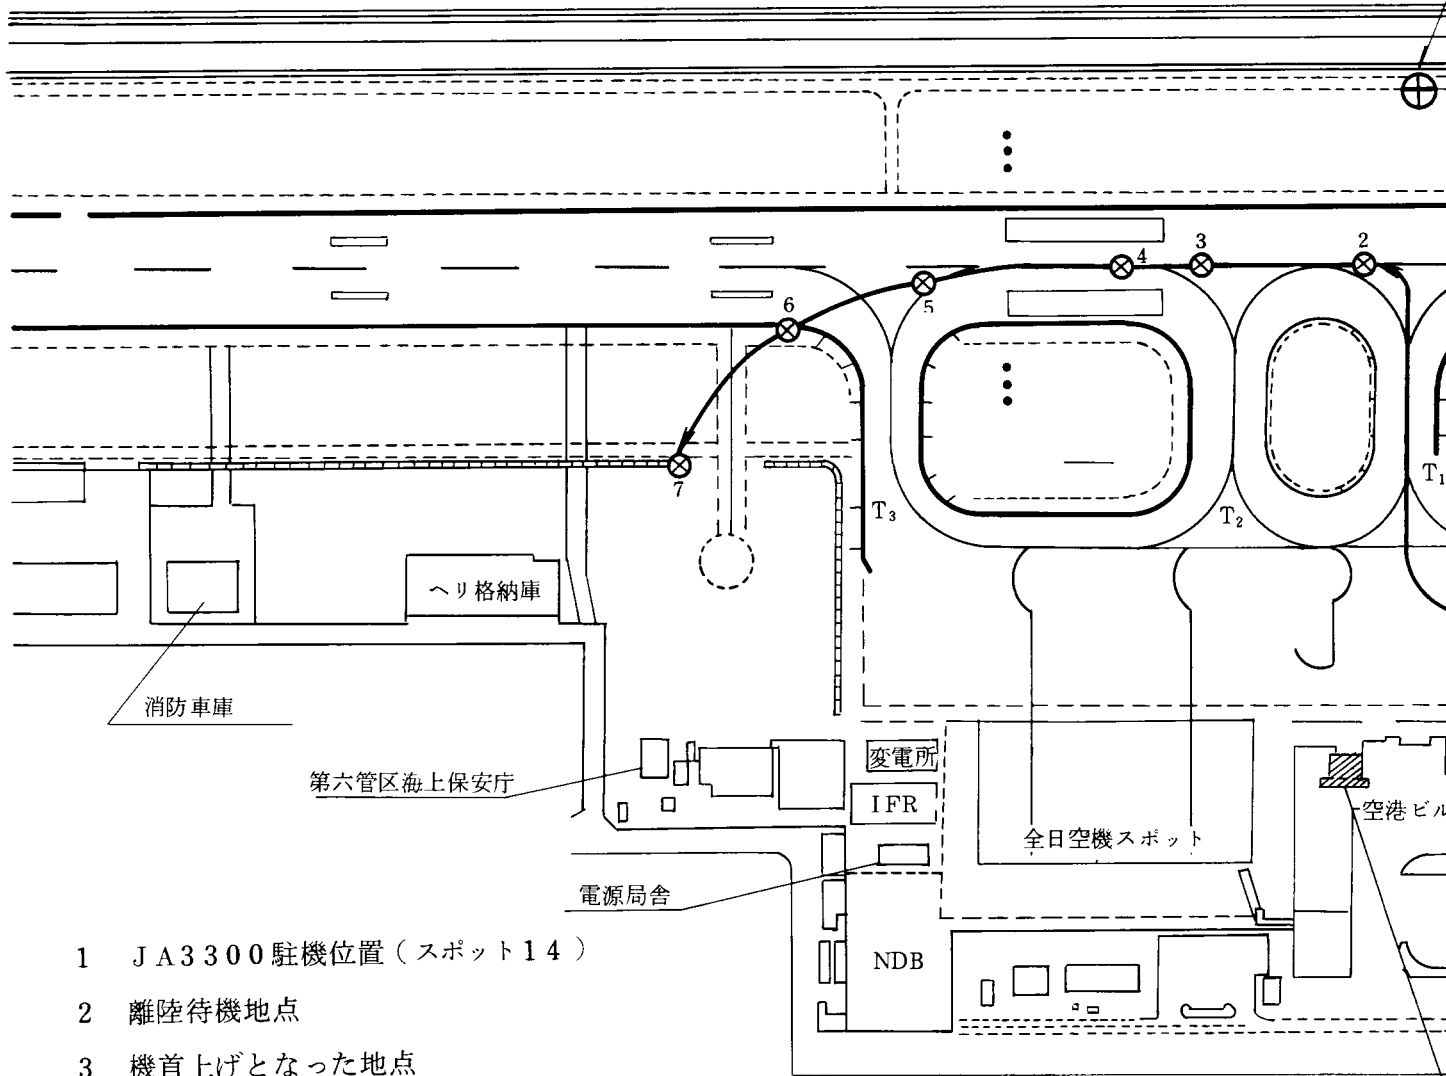 2
3
4
5
6
7
T₁
T₂
T₃
ヘリ格納庫
消防車庫
第六管区海上保安庁
変電所
IFR
全日空機スポット
空港ビル
電源局舎
NDB
1 JA3300駐機位置(スポット14)
2 離陸待機地点
3 機首上げとなった地点